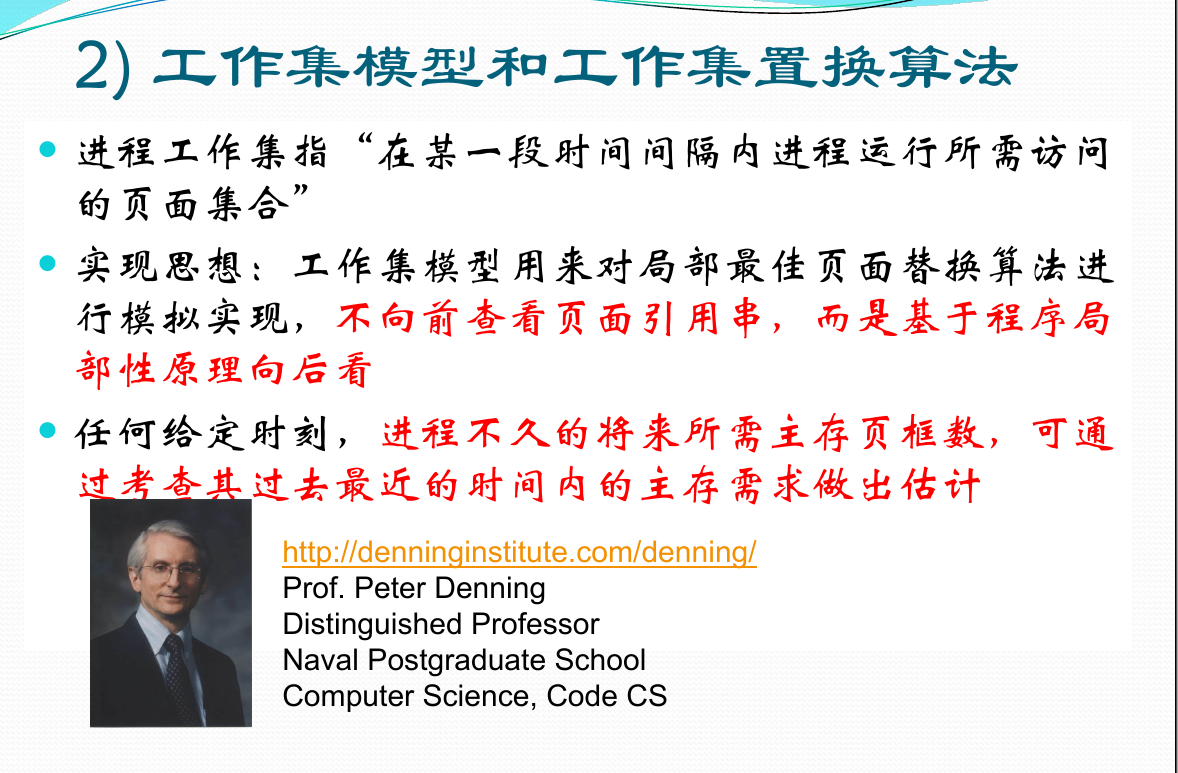 2) 工作集模型和工作集置换算法
进程工作集指“在某一段时间间隔内进程运行所需访问
的页面集合”
实现思想：工作集模型用来对局部最佳页面替换算法进
行模拟实现，不向前查看页面引用串，而是基于程序局
部性原理向后看
任何给定时刻，进程不久的将来所需主存页框数，可通
过考查其过去最近的时间内的主存需求做出估计
http://denninginstitute.com/denning/
Prof. Peter Denning
Distinguished Professor
Naval Postgraduate School
Computer Science, Code CS